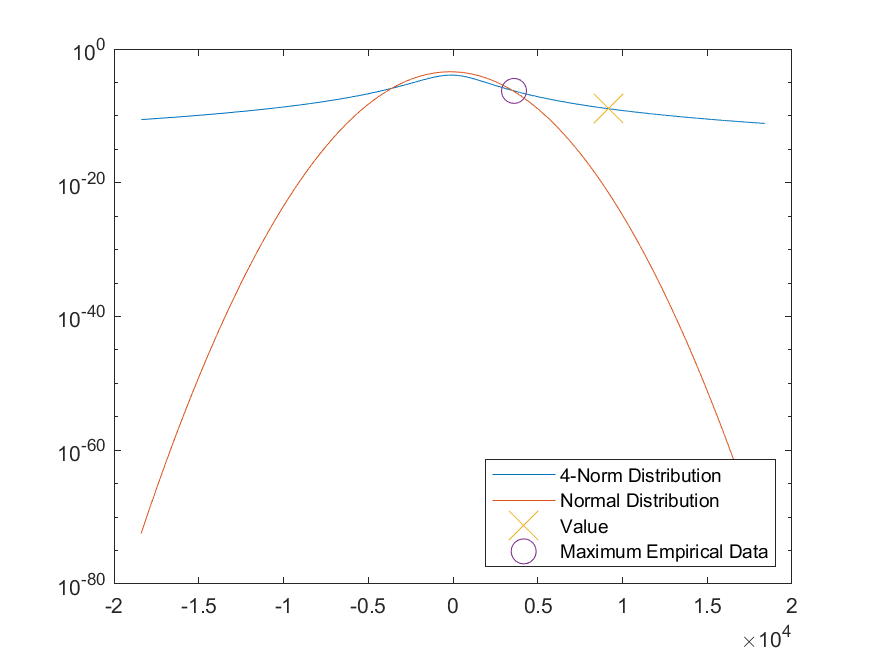 10^0
10^-20
10^-40
10^-60
10^-80
-2 -1.5 -1 -0.5 0 0.5 1 1.5 2
×10^4
4-Norm Distribution
Normal Distribution
Value
Maximum Empirical Data